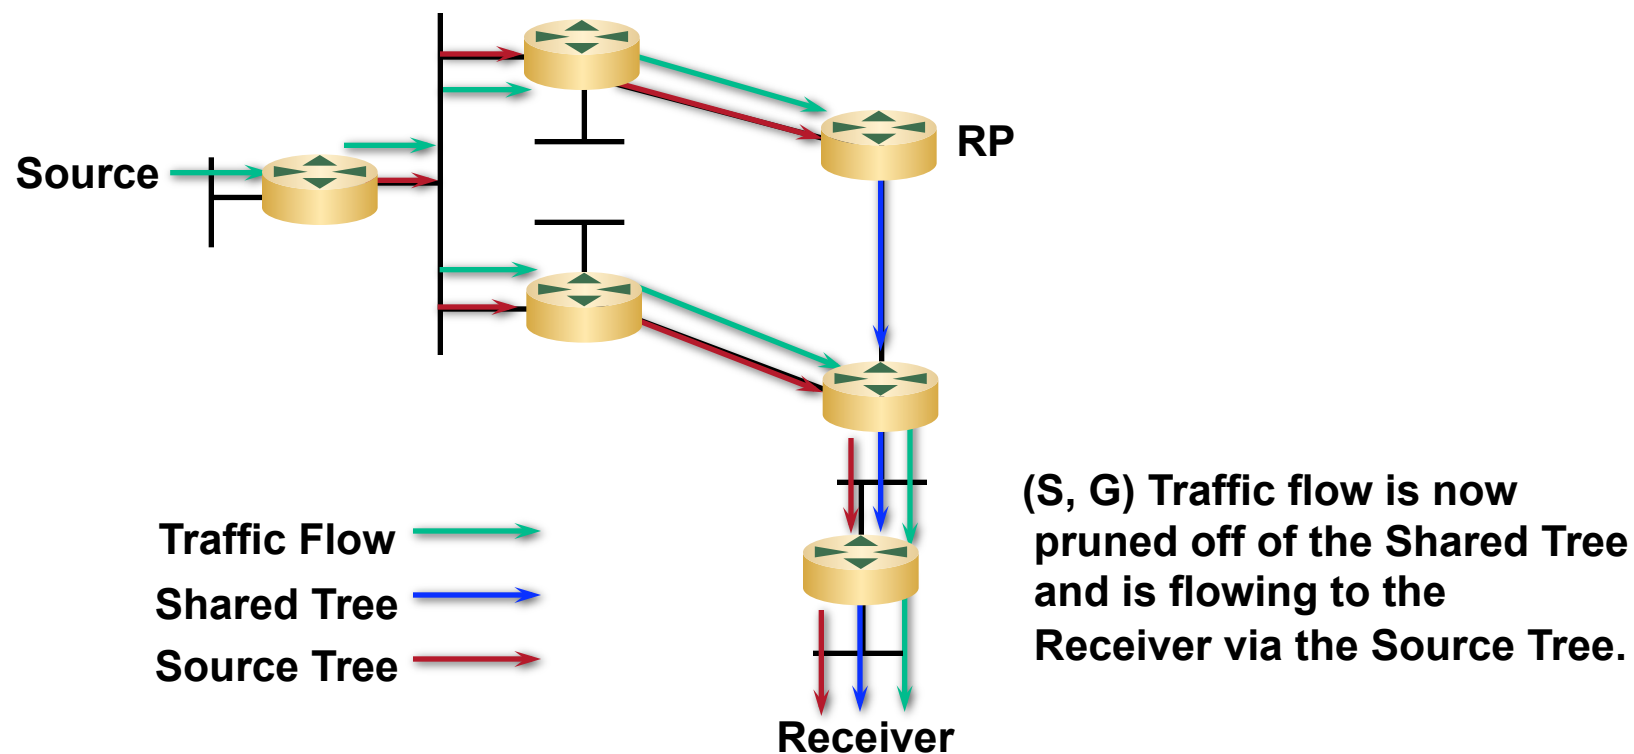 RP
Source
(S, G) Traffic flow is now
pruned off of the Shared Tree
and is flowing to the
Receiver via the Source Tree.
Traffic Flow
Shared Tree
Source Tree
Receiver